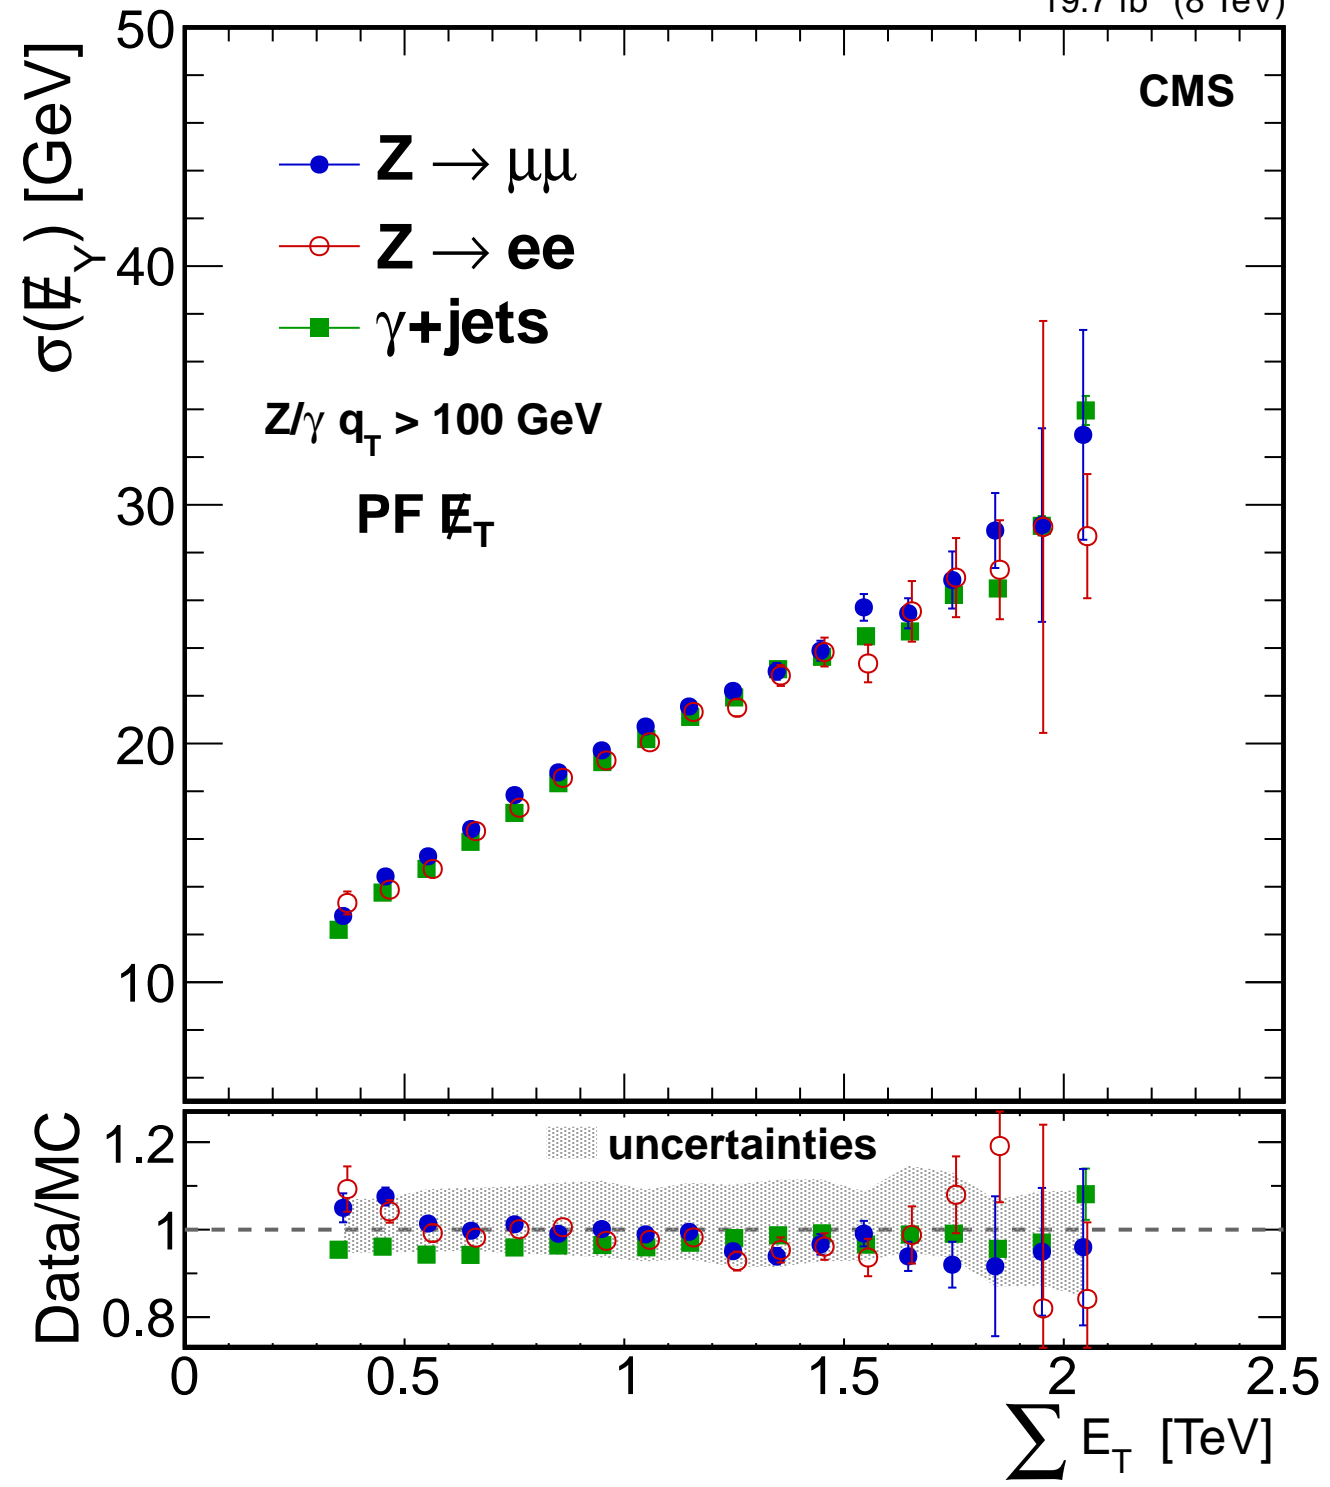 19.7 fb (8 TeV)
CMS
σ(E̸_Y) [GeV]
50
40
30
20
10
Z → μμ
Z → ee
γ+jets
Z/γ q_T > 100 GeV
PF E̸_T
Data/MC
1.2
1
0.8
uncertainties
0 0.5 1 1.5 2 2.5
∑ E_T [TeV]